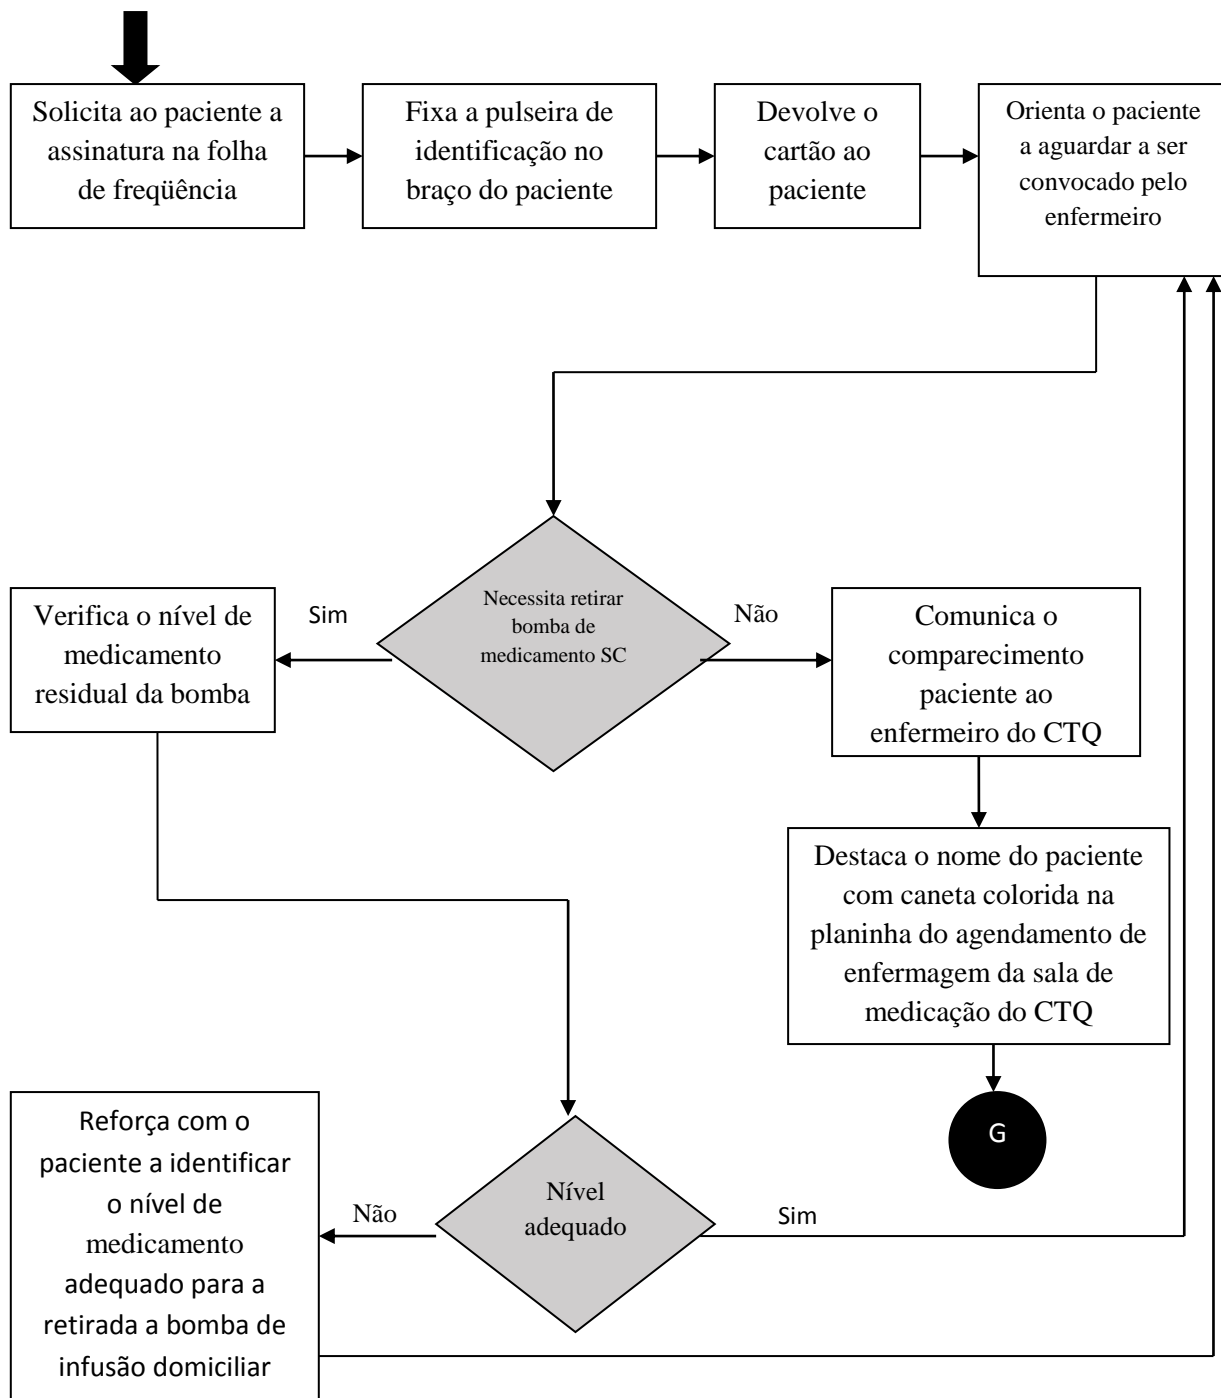 Solicita ao paciente a
assinatura na folha
de freqüência
Fixa a pulseira de
identificação no
braço do paciente
Devolve o
cartão ao
paciente
Orienta o paciente
a aguardar a ser
convocado pelo
enfermeiro
Necessita retirar
bomba de
medicamento SC
Sim
Não
Verifica o nível de
medicamento
residual da bomba
Comunica o
comparecimento
paciente ao
enfermeiro do CTQ
Destaca o nome do paciente
com caneta colorida na
planinha do agendamento de
enfermagem da sala de
medicação do CTQ
G
Nível
adequado
Não
Sim
Reforça com o
paciente a identificar
o nível de
medicamento
adequado para a
retirada a bomba de
infusão domiciliar